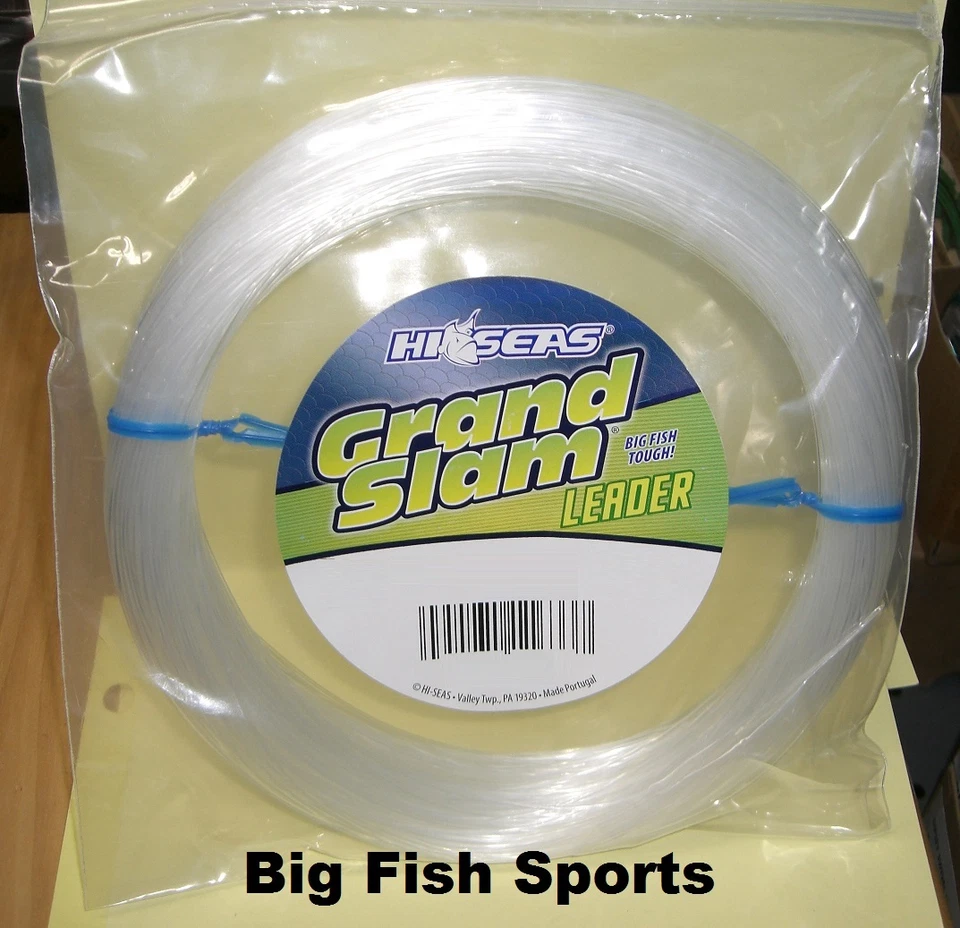 HI-SEAS®
Grand
Slam®
BIG FISH
TOUGH!
LEADER
© HI-SEAS • Valley Twp., PA 19320 • Made Portugal
Big Fish Sports